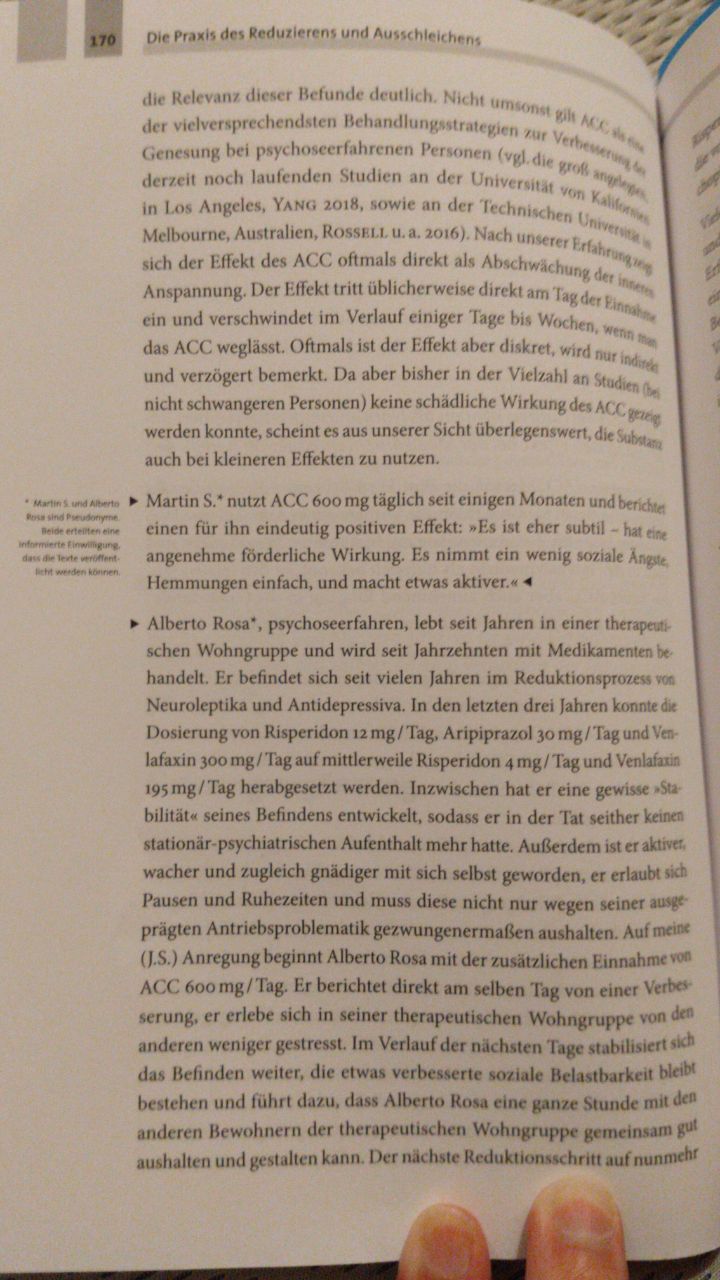 170
Die Praxis des Reduzierens und Ausschleichens
die Relevanz dieser Befunde deutlich. Nicht umsonst gilt ACC als eine
der vielversprechendsten Behandlungsstrategien zur Verbesserung der
Genesung bei psychoseerfahrenen Personen (vgl. die groß angelegten,
derzeit noch laufenden Studien an der Universität von Kalifornien
in Los Angeles, YANG 2018, sowie an der Technischen Universität in
Melbourne, Australien, ROSSELL u. a. 2016). Nach unserer Erfahrung zeigt
sich der Effekt des ACC oftmals direkt als Abschwächung der inneren
Anspannung. Der Effekt tritt üblicherweise direkt am Tag der Einnahme
ein und verschwindet im Verlauf einiger Tage bis Wochen, wenn man
das ACC weglässt. Oftmals ist der Effekt aber diskret, wird nur indirekt
und verzögert bemerkt. Da aber bisher in der Vielzahl an Studien (bei
nicht schwangeren Personen) keine schädliche Wirkung des ACC gezeigt
werden konnte, scheint es aus unserer Sicht überlegenswert, die Substanz
auch bei kleineren Effekten zu nutzen.
* Martin S. und Alberto
Rosa sind Pseudonyme.
Beide erteilten eine
informierte Einwilligung,
dass die Texte veröffent-
licht werden können.
▶ Martin S.* nutzt ACC 600 mg täglich seit einigen Monaten und berichtet
einen für ihn eindeutig positiven Effekt: »Es ist eher subtil – hat eine
angenehme förderliche Wirkung. Es nimmt ein wenig soziale Ängste,
Hemmungen einfach, und macht etwas aktiver.« ◀
▶ Alberto Rosa*, psychoseerfahren, lebt seit Jahren in einer therapeuti-
schen Wohngruppe und wird seit Jahrzehnten mit Medikamenten be-
handelt. Er befindet sich seit vielen Jahren im Reduktionsprozess von
Neuroleptika und Antidepressiva. In den letzten drei Jahren konnte die
Dosierung von Risperidon 12 mg / Tag, Aripiprazol 30 mg / Tag und Ven-
lafaxin 300 mg / Tag auf mittlerweile Risperidon 4 mg / Tag und Venlafaxin
195 mg / Tag herabgesetzt werden. Inzwischen hat er eine gewisse »Sta-
bilität« seines Befindens entwickelt, sodass er in der Tat seither keinen
stationär-psychiatrischen Aufenthalt mehr hatte. Außerdem ist er aktiver,
wacher und zugleich gnädiger mit sich selbst geworden, er erlaubt sich
Pausen und Ruhezeiten und muss diese nicht nur wegen seiner ausge-
prägten Antriebsproblematik gezwungenermaßen aushalten. Auf meine
(J.S.) Anregung beginnt Alberto Rosa mit der zusätzlichen Einnahme von
ACC 600 mg / Tag. Er berichtet direkt am selben Tag von einer Verbes-
serung, er erlebe sich in seiner therapeutischen Wohngruppe von den
anderen weniger gestresst. Im Verlauf der nächsten Tage stabilisiert sich
das Befinden weiter, die etwas verbesserte soziale Belastbarkeit bleibt
bestehen und führt dazu, dass Alberto Rosa eine ganze Stunde mit den
anderen Bewohnern der therapeutischen Wohngruppe gemeinsam gut
aushalten und gestalten kann. Der nächste Reduktionsschritt auf nunmehr